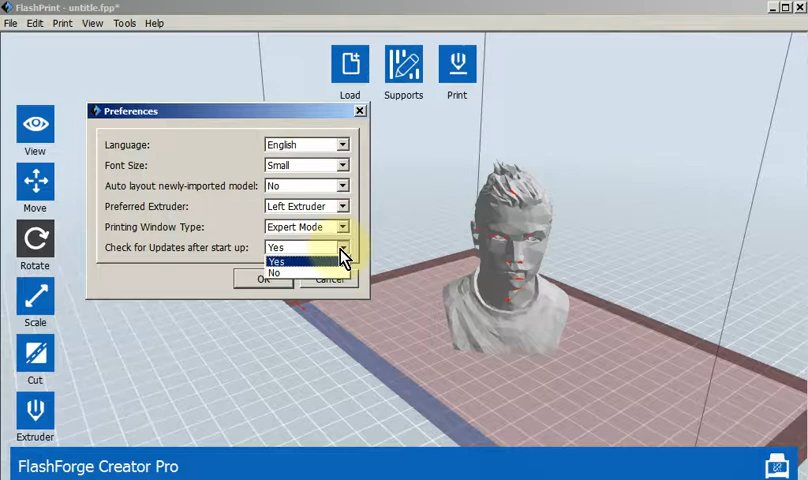 FlashPrint - untitle.fpp*
File Edit Print View Tools Help
Load Supports Print
View
Move
Rotate
Scale
Cut
Extruder
Preferences
Language: English
Font Size: Small
Auto layout newly-imported model: No
Preferred Extruder: Left Extruder
Printing Window Type: Expert Mode
Check for Updates after start up: Yes
Yes
No
OK Cancel
FlashForge Creator Pro